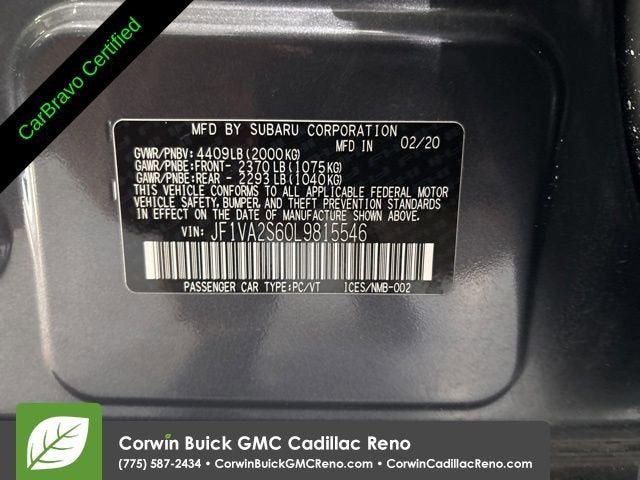 CarBravo Certified
MFD BY SUBARU CORPORATION
MFD IN 02/20
GVWR/PNBV: 4409LB(2000KG)
GAWR/PNBE:FRONT- 2370LB(1075KG)
GAWR/PNBE:REAR - 2293LB(1040KG)
THIS VEHICLE CONFORMS TO ALL APPLICABLE FEDERAL MOTOR
VEHICLE SAFETY, BUMPER, AND THEFT PREVENTION STANDARDS
IN EFFECT ON THE DATE OF MANUFACTURE SHOWN ABOVE.
VIN: JF1VA2S60L9815546
PASSENGER CAR TYPE:PC/VT ICES/NMB-002
Corwin Buick GMC Cadillac Reno
(775) 587-2434 • CorwinBuickGMCReno.com • CorwinCadillacReno.com